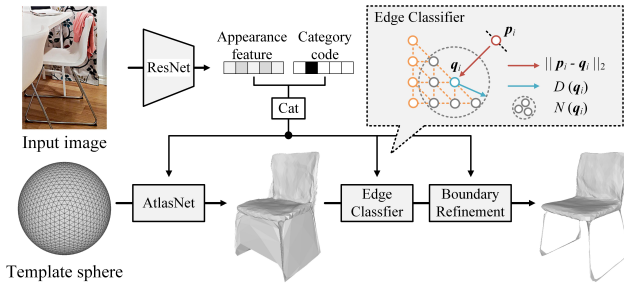 Edge Classifier
Appearance feature
Category code
ResNet
p_i
q_i
|| p_i - q_i ||_2
D (q_i)
N (q_i)
Cat
Input image
AtlasNet
Edge
Classfier
Boundary
Refinement
Template sphere